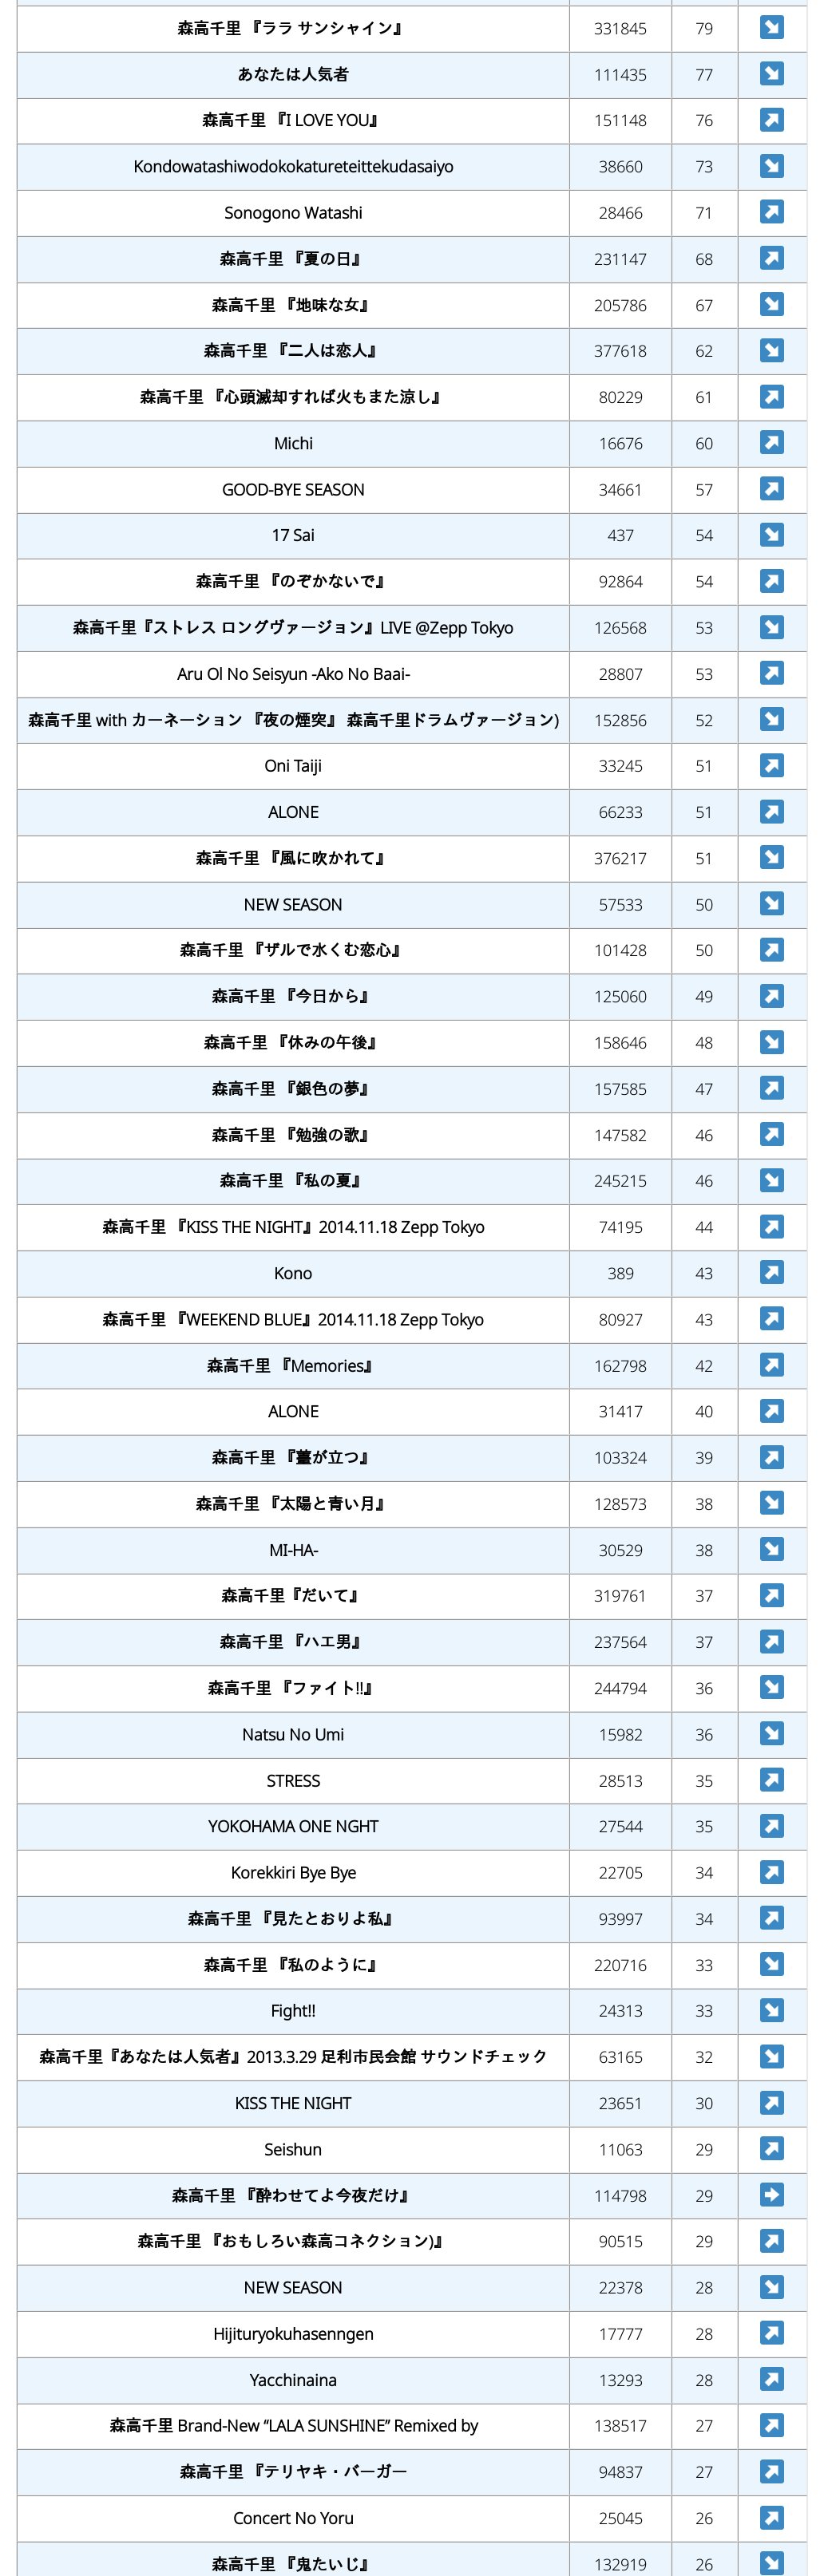 森高千里 『ララ サンシャイン』 331845 79 ↘
あなたは人気者 111435 77 ↘
森高千里 『I LOVE YOU』 151148 76 ↗
Kondowatashiwodokokatureteittekudasaiyo 38660 73 ↘
Sonogono Watashi 28466 71 ↗
森高千里 『夏の日』 231147 68 ↗
森高千里 『地味な女』 205786 67 ↘
森高千里 『二人は恋人』 377618 62 ↘
森高千里 『心頭滅却すれば火もまた涼し』 80229 61 ↗
Michi 16676 60 ↗
GOOD-BYE SEASON 34661 57 ↗
17 Sai 437 54 ↘
森高千里 『のぞかないで』 92864 54 ↗
森高千里『ストレス ロングヴァージョン』LIVE @Zepp Tokyo 126568 53 ↘
Aru Ol No Seisyun -Ako No Baai- 28807 53 ↗
森高千里 with カーネーション 『夜の煙突』 森高千里ドラムヴァージョン) 152856 52 ↘
Oni Taiji 33245 51 ↗
ALONE 66233 51 ↗
森高千里 『風に吹かれて』 376217 51 ↘
NEW SEASON 57533 50 ↘
森高千里 『ザルで水くむ恋心』 101428 50 ↗
森高千里 『今日から』 125060 49 ↗
森高千里 『休みの午後』 158646 48 ↘
森高千里 『銀色の夢』 157585 47 ↗
森高千里 『勉強の歌』 147582 46 ↗
森高千里 『私の夏』 245215 46 ↘
森高千里 『KISS THE NIGHT』2014.11.18 Zepp Tokyo 74195 44 ↗
Kono 389 43 ↗
森高千里 『WEEKEND BLUE』2014.11.18 Zepp Tokyo 80927 43 ↗
森高千里 『Memories』 162798 42 ↗
ALONE 31417 40 ↗
森高千里 『薹が立つ』 103324 39 ↗
森高千里 『太陽と青い月』 128573 38 ↘
MI-HA- 30529 38 ↘
森高千里『だいて』 319761 37 ↗
森高千里 『ハエ男』 237564 37 ↗
森高千里 『ファイト!!』 244794 36 ↘
Natsu No Umi 15982 36 ↘
STRESS 28513 35 ↗
YOKOHAMA ONE NGHT 27544 35 ↗
Korekkiri Bye Bye 22705 34 ↗
森高千里 『見たとおりよ私』 93997 34 ↗
森高千里 『私のように』 220716 33 ↘
Fight!! 24313 33 ↘
森高千里『あなたは人気者』2013.3.29 足利市民会館 サウンドチェック 63165 32 ↘
KISS THE NIGHT 23651 30 ↗
Seishun 11063 29 ↗
森高千里 『酔わせてよ今夜だけ』 114798 29 ➡
森高千里 『おもしろい森高コネクション)』 90515 29 ↗
NEW SEASON 22378 28 ↘
Hijituryokuhasenngen 17777 28 ↗
Yacchinaina 13293 28 ↗
森高千里 Brand-New “LALA SUNSHINE” Remixed by 138517 27 ↗
森高千里 『テリヤキ・バーガー 94837 27 ↗
Concert No Yoru 25045 26 ↗
森高千里 『鬼たいじ』 132919 26 ↘